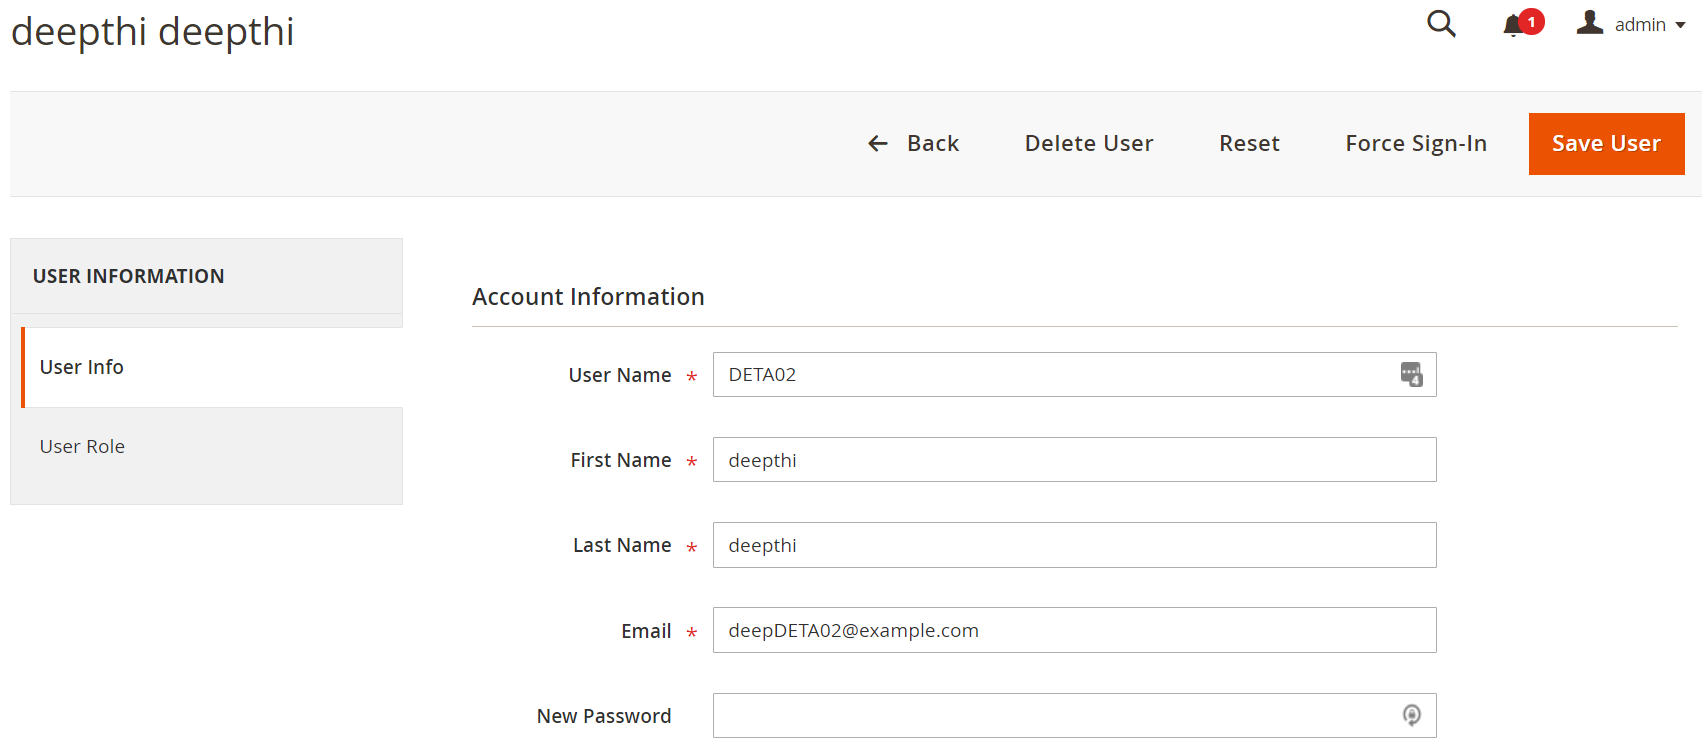 deepthi deepthi
1
admin
Back
Delete User
Reset
Force Sign-In
Save User
USER INFORMATION
User Info
User Role
Account Information
User Name *
DETA02
4
First Name *
deepthi
Last Name *
deepthi
Email *
deepDETA02@example.com
New Password